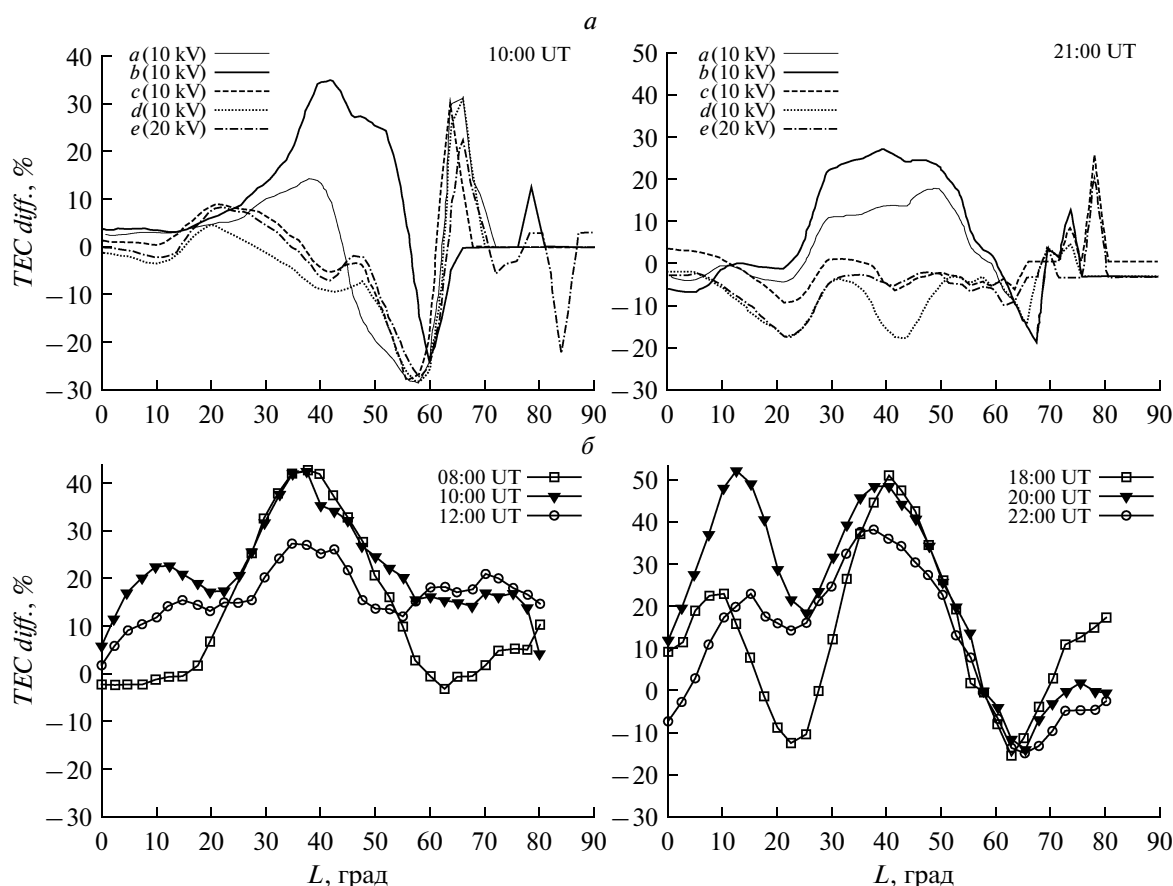 а
TEC diff., %
40
30
20
10
0
−10
−20
−30
a (10 kV)
b (10 kV)
c (10 kV)
d (10 kV)
e (20 kV)
10:00 UT
0 10 20 30 40 50 60 70 80 90
50
40
30
20
10
0
−10
−20
−30
a (10 kV)
b (10 kV)
c (10 kV)
d (10 kV)
e (20 kV)
21:00 UT
0 10 20 30 40 50 60 70 80 90
б
TEC diff., %
40
30
20
10
0
−10
−20
−30
08:00 UT
10:00 UT
12:00 UT
0 10 20 30 40 50 60 70 80 90
L, град
50
40
30
20
10
0
−10
−20
−30
18:00 UT
20:00 UT
22:00 UT
0 10 20 30 40 50 60 70 80 90
L, град